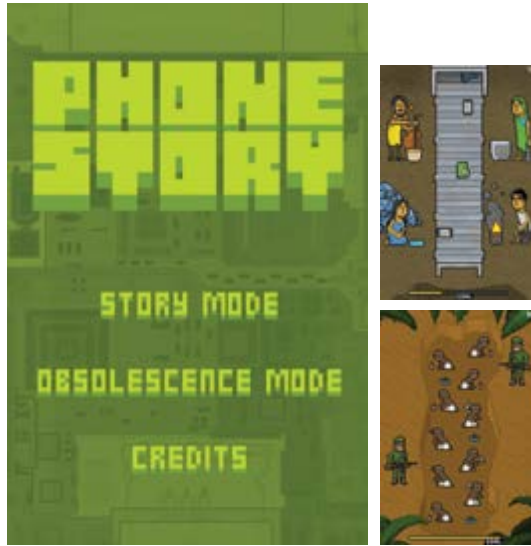 PHONE
STORY
STORY MODE
OBSOLESCENCE MODE
CREDITS